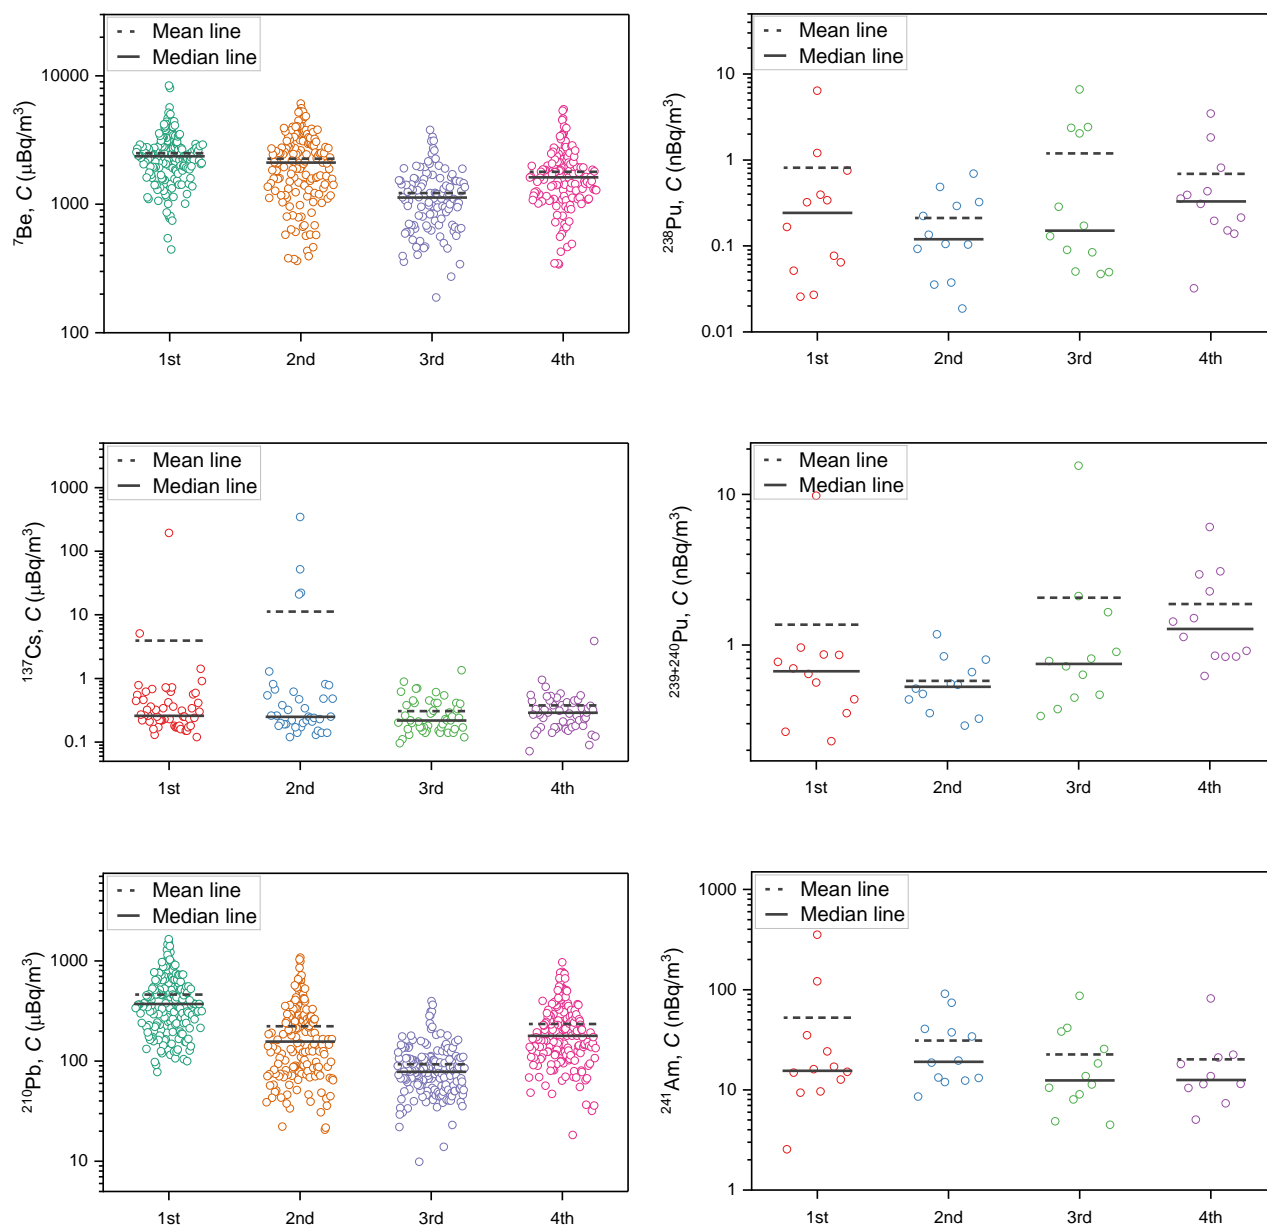 Mean line
Median line
10000
1000
100
⁷Be, C (μBq/m³)
1st 2nd 3rd 4th
Mean line
Median line
10
1
0.1
0.01
²³⁸Pu, C (nBq/m³)
1st 2nd 3rd 4th
Mean line
Median line
1000
100
10
1
0.1
¹³⁷Cs, C (μBq/m³)
1st 2nd 3rd 4th
Mean line
Median line
10
1
²³⁹⁺²⁴⁰Pu, C (nBq/m³)
1st 2nd 3rd 4th
Mean line
Median line
1000
100
10
²¹⁰Pb, C (μBq/m³)
1st 2nd 3rd 4th
Mean line
Median line
1000
100
10
1
²⁴¹Am, C (nBq/m³)
1st 2nd 3rd 4th